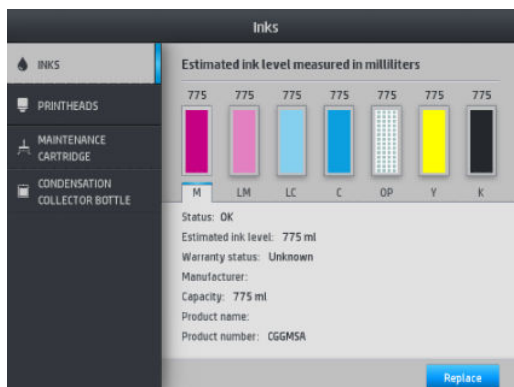 Inks
INKS
PRINTHEADS
MAINTENANCE
CARTRIDGE
CONDENSATION
COLLECTOR BOTTLE
Estimated ink level measured in milliliters
775 775 775 775 775 775 775
M LM LC C OP Y K
Status: OK
Estimated ink level: 775 ml
Warranty status: Unknown
Manufacturer:
Capacity: 775 ml
Product name:
Product number: CGGMSA
Replace